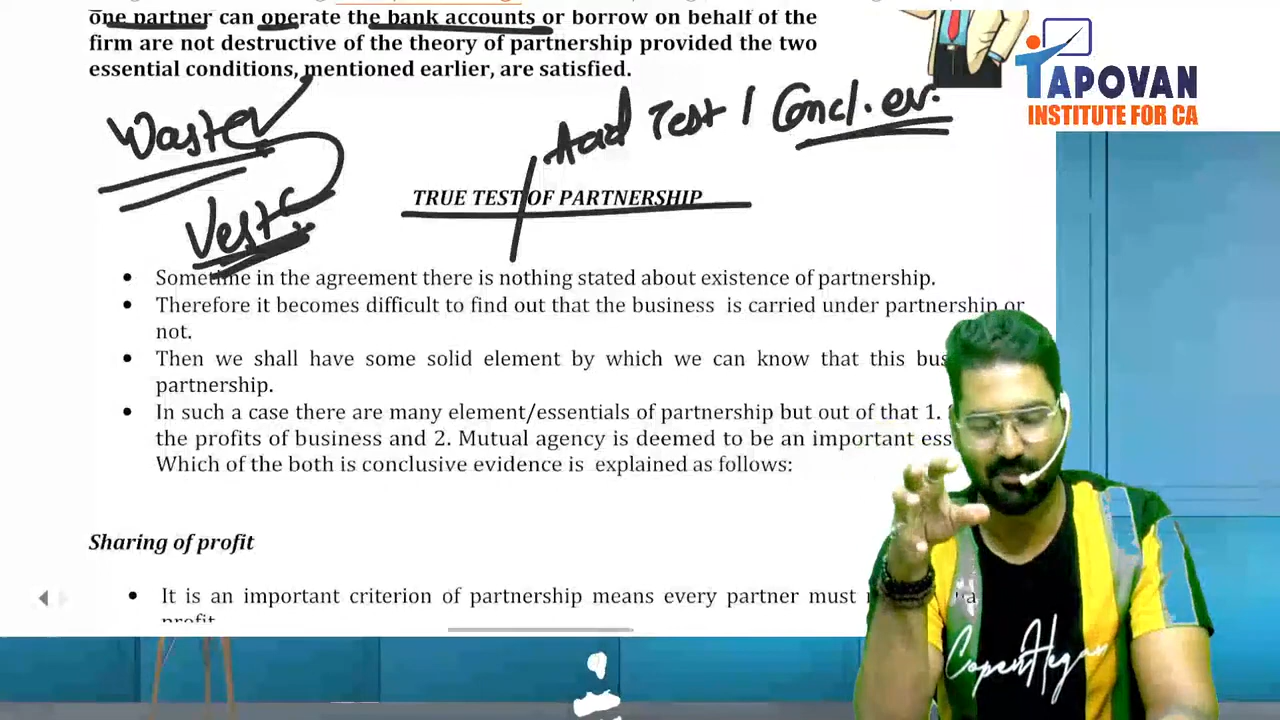 one partner can operate the bank accounts or borrow on behalf of the
firm are not destructive of the theory of partnership provided the two
essential conditions, mentioned earlier, are satisfied.
TAPOVAN
INSTITUTE FOR CA
Acid Test / Concl. ev.
TRUE TEST OF PARTNERSHIP
• Sometime in the agreement there is nothing stated about existence of partnership.
• Therefore it becomes difficult to find out that the business is carried under partnership or
not.
• Then we shall have some solid element by which we can know that this bus
partnership.
• In such a case there are many element/essentials of partnership but out of that 1.
the profits of business and 2. Mutual agency is deemed to be an important ess
Which of the both is conclusive evidence is explained as follows:
Sharing of profit
• It is an important criterion of partnership means every partner must
profit
CopenHegan